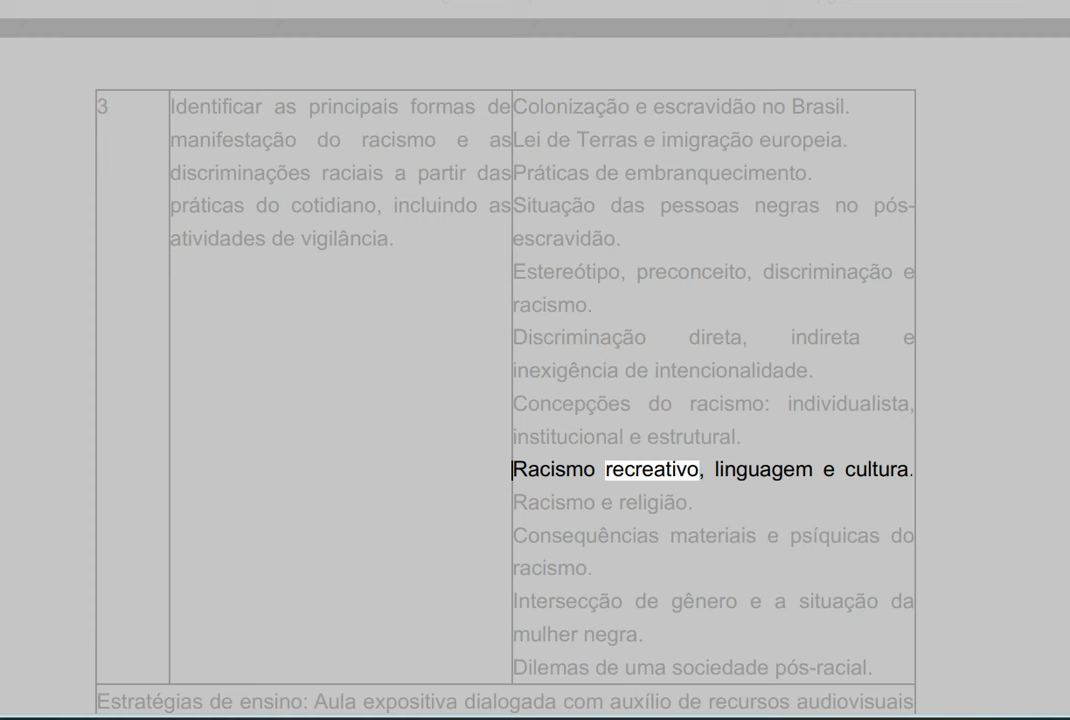 3
Identificar as principais formas de
manifestação do racismo e as
discriminações raciais a partir das
práticas do cotidiano, incluindo as
atividades de vigilância.
Colonização e escravidão no Brasil.
Lei de Terras e imigração europeia.
Práticas de embranquecimento.
Situação das pessoas negras no pós-
escravidão.
Estereótipo, preconceito, discriminação e
racismo.
Discriminação direta, indireta e
inexigência de intencionalidade.
Concepções do racismo: individualista,
institucional e estrutural.
Racismo recreativo, linguagem e cultura.
Racismo e religião.
Consequências materiais e psíquicas do
racismo.
Intersecção de gênero e a situação da
mulher negra.
Dilemas de uma sociedade pós-racial.
Estratégias de ensino: Aula expositiva dialogada com auxílio de recursos audiovisuais